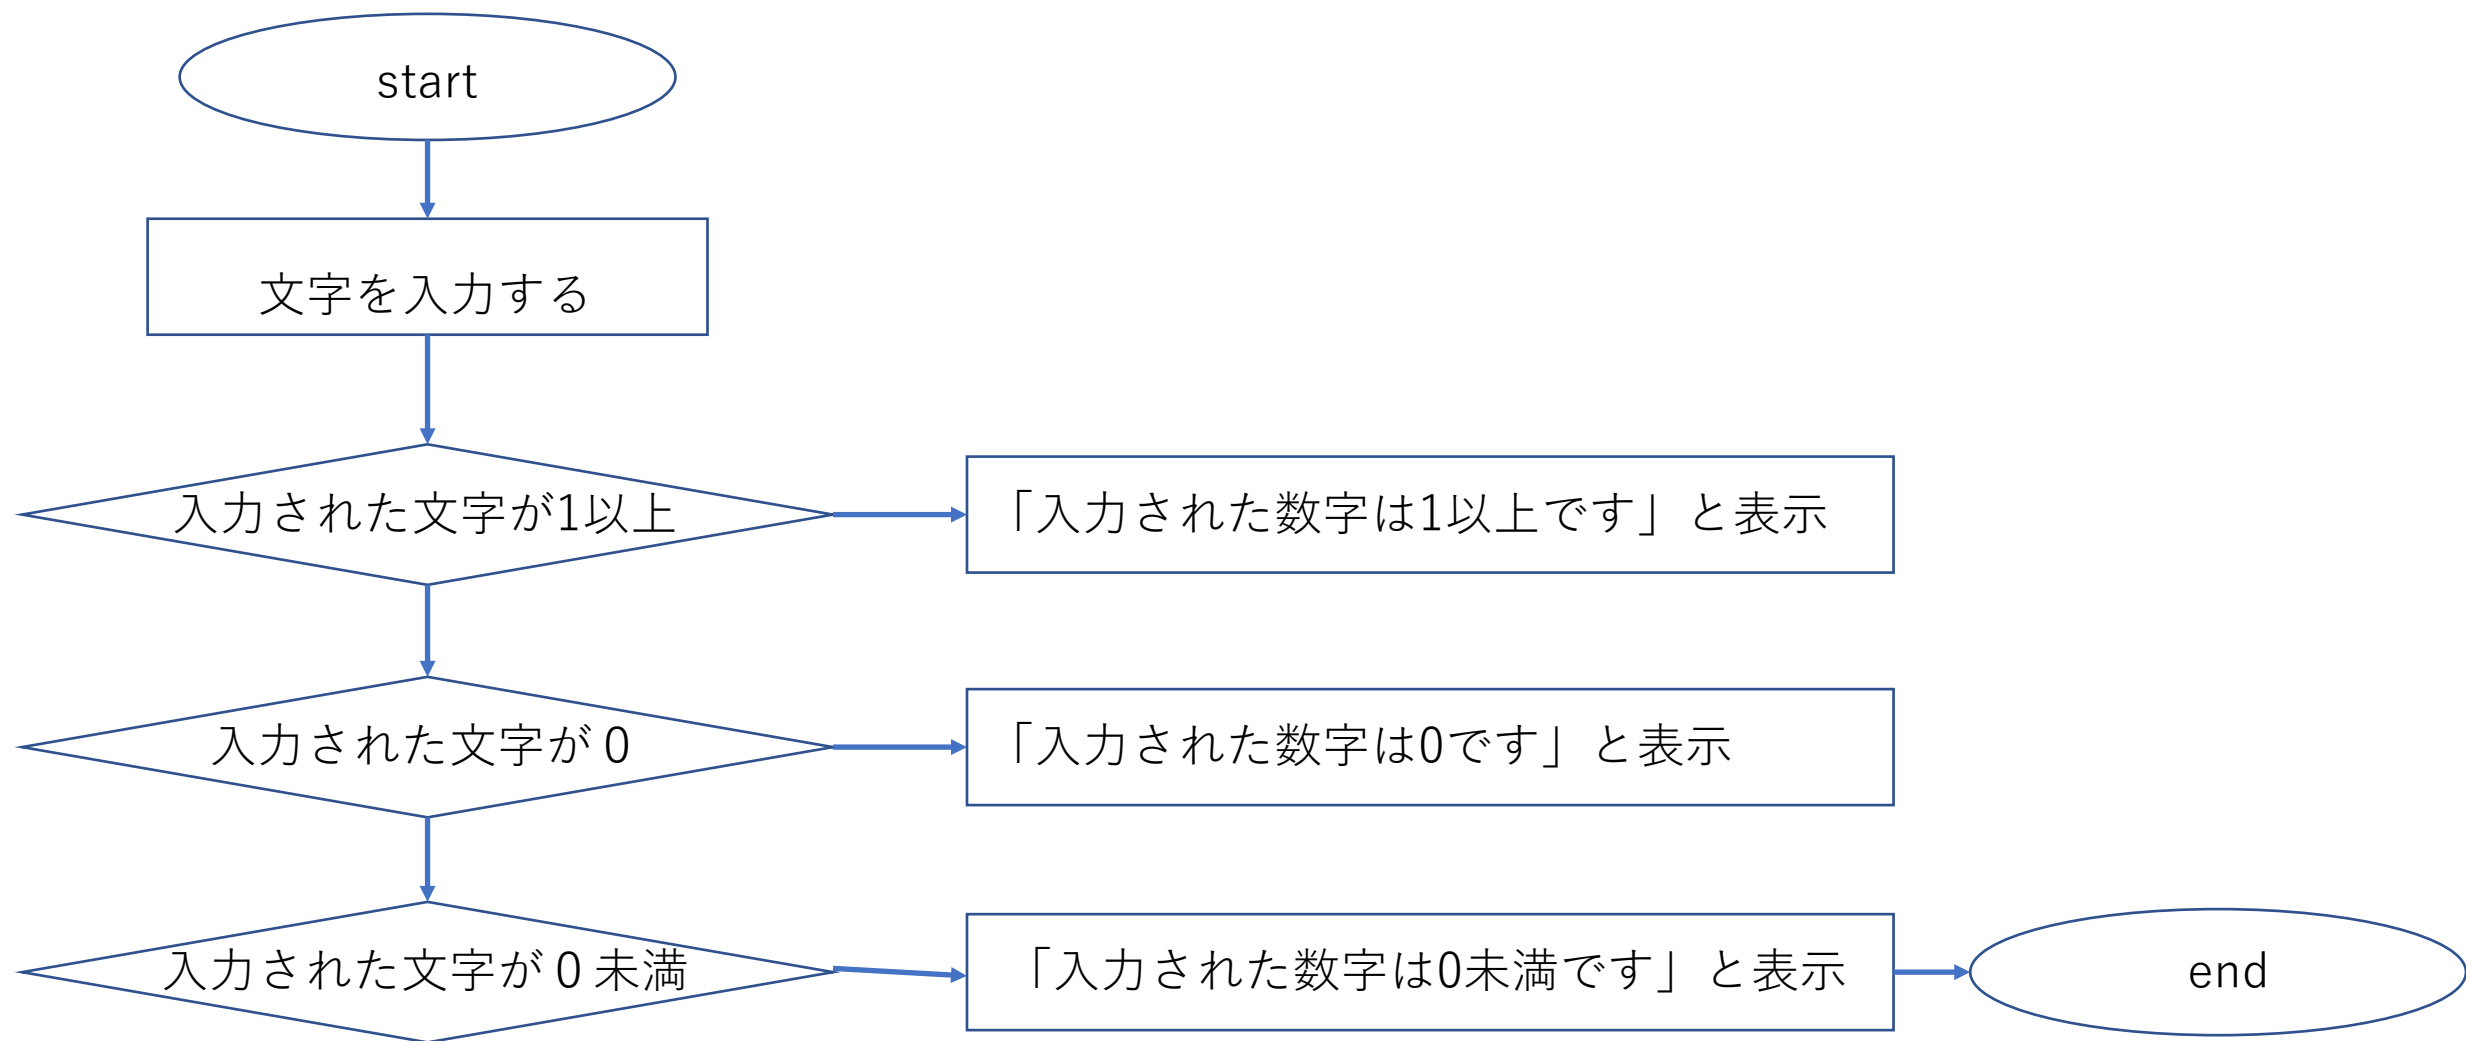 start
文字を入力する
入力された文字が1以上
「入力された数字は1以上です」と表示
入力された文字が０
「入力された数字は0です」と表示
入力された文字が０未満
「入力された数字は0未満です」と表示
end